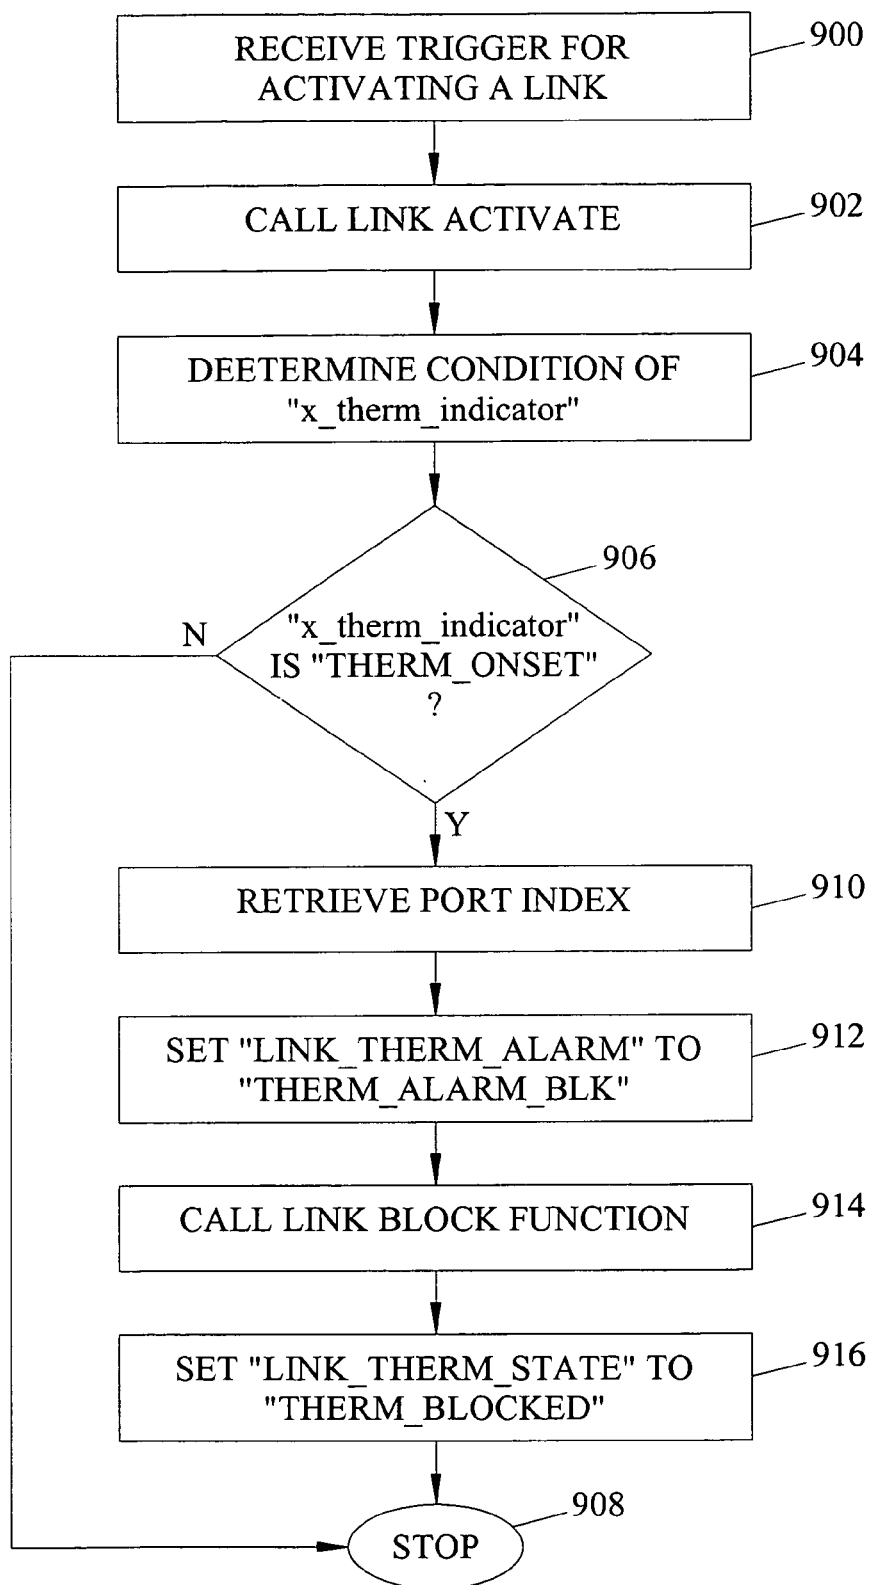 RECEIVE TRIGGER FOR
ACTIVATING A LINK
900
CALL LINK ACTIVATE
902
DEETERMINE CONDITION OF
"x_therm_indicator"
904
906
"x_therm_indicator"
IS "THERM_ONSET"
?
N
Y
RETRIEVE PORT INDEX
910
SET "LINK_THERM_ALARM" TO
"THERM_ALARM_BLK"
912
CALL LINK BLOCK FUNCTION
914
SET "LINK_THERM_STATE" TO
"THERM_BLOCKED"
916
908
STOP